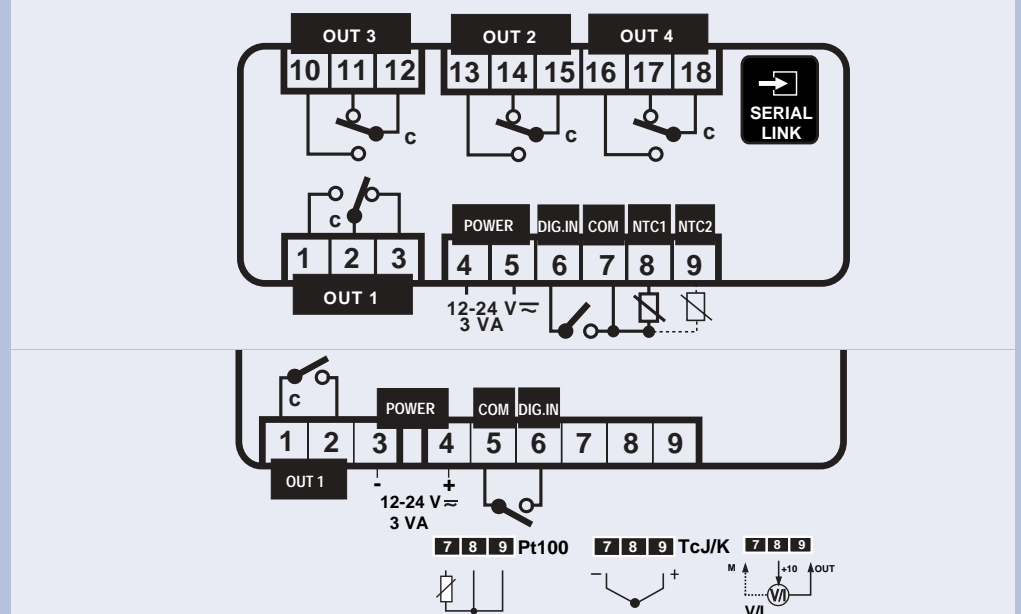 OUT 3 OUT 2 OUT 4
10 11 12 13 14 15 16 17 18
SERIAL
LINK
C C C
C
POWER DIG.IN COM NTC1 NTC2
1 2 3 4 5 6 7 8 9
OUT 1
12-24 V
3 VA
C
POWER COM DIG.IN
1 2 3 4 5 6 7 8 9
OUT 1
- +
12-24 V
3 VA
7 8 9 Pt100 7 8 9 TcJ/K 7 8 9
- + M +10 OUT
V/I
V/I